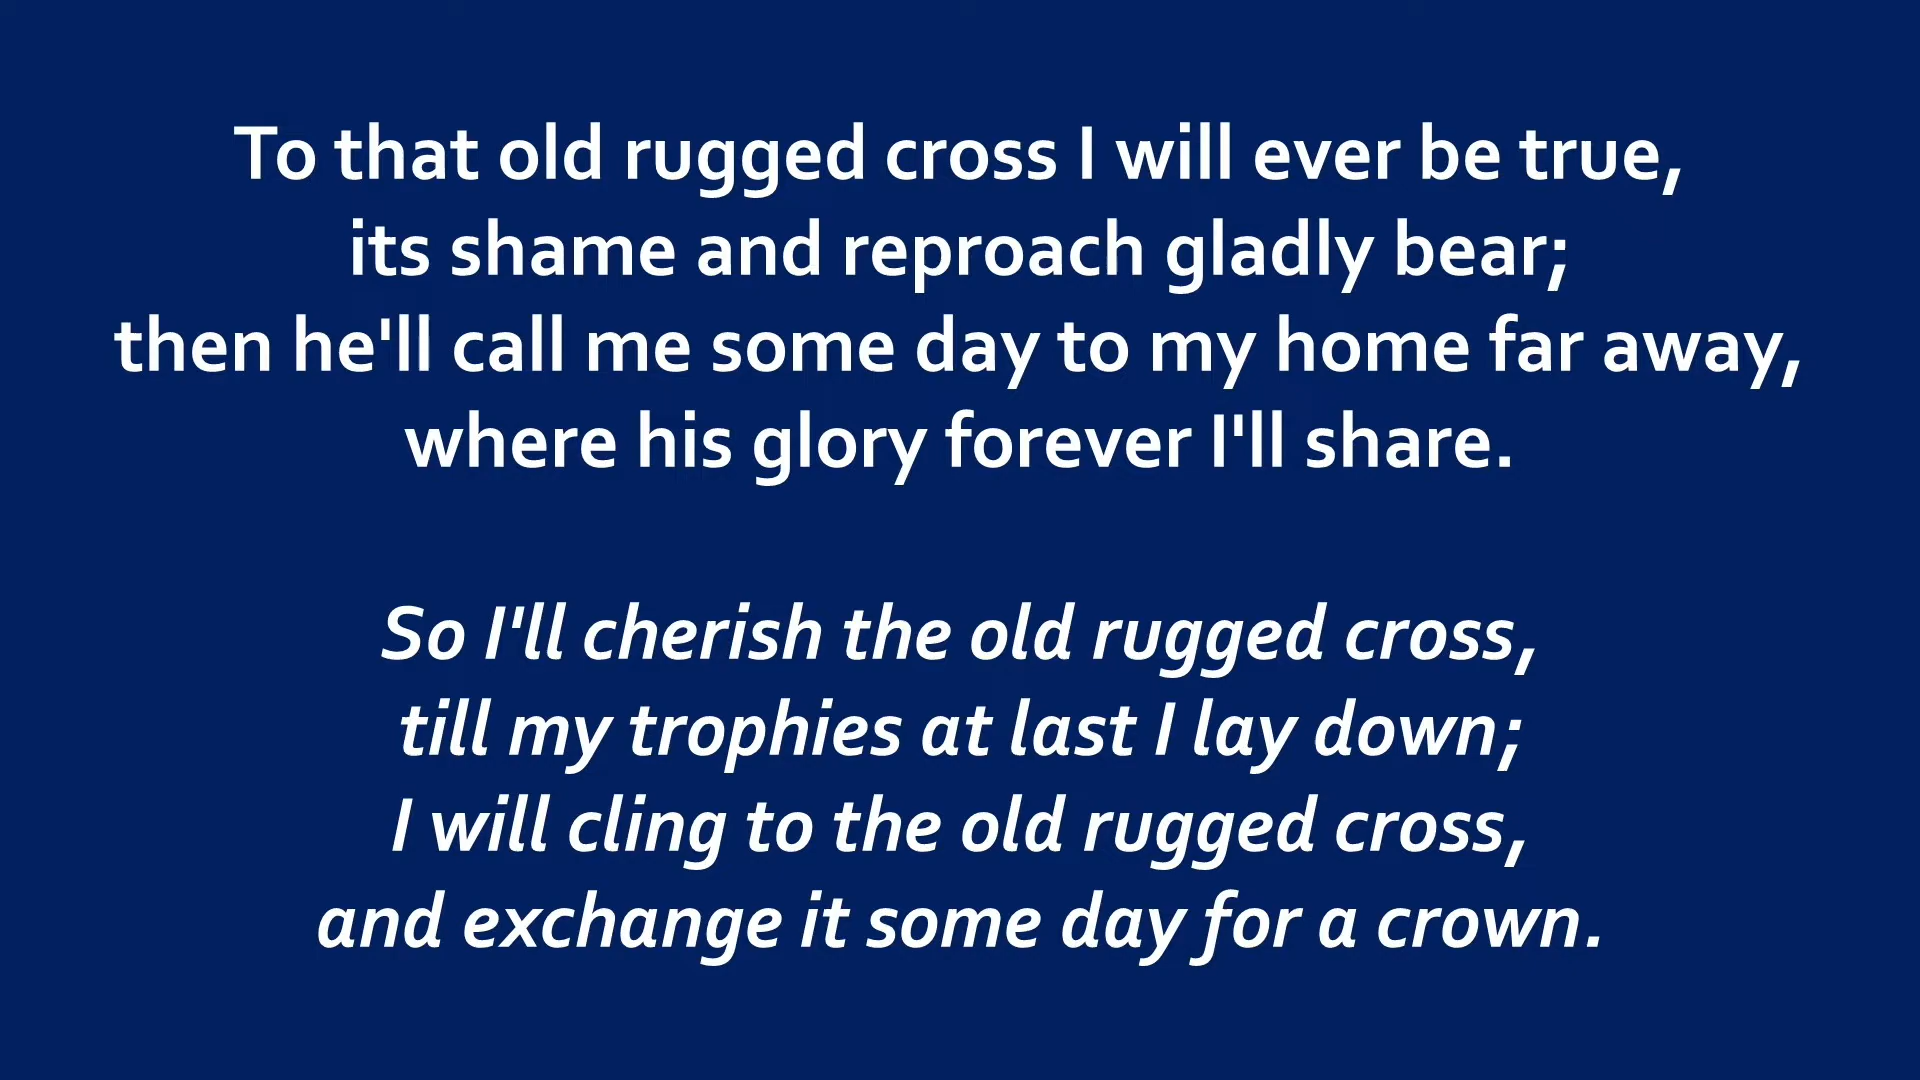 To that old rugged cross I will ever be true,
its shame and reproach gladly bear;
then he'll call me some day to my home far away,
where his glory forever I'll share.
So I'll cherish the old rugged cross,
till my trophies at last I lay down;
I will cling to the old rugged cross,
and exchange it some day for a crown.